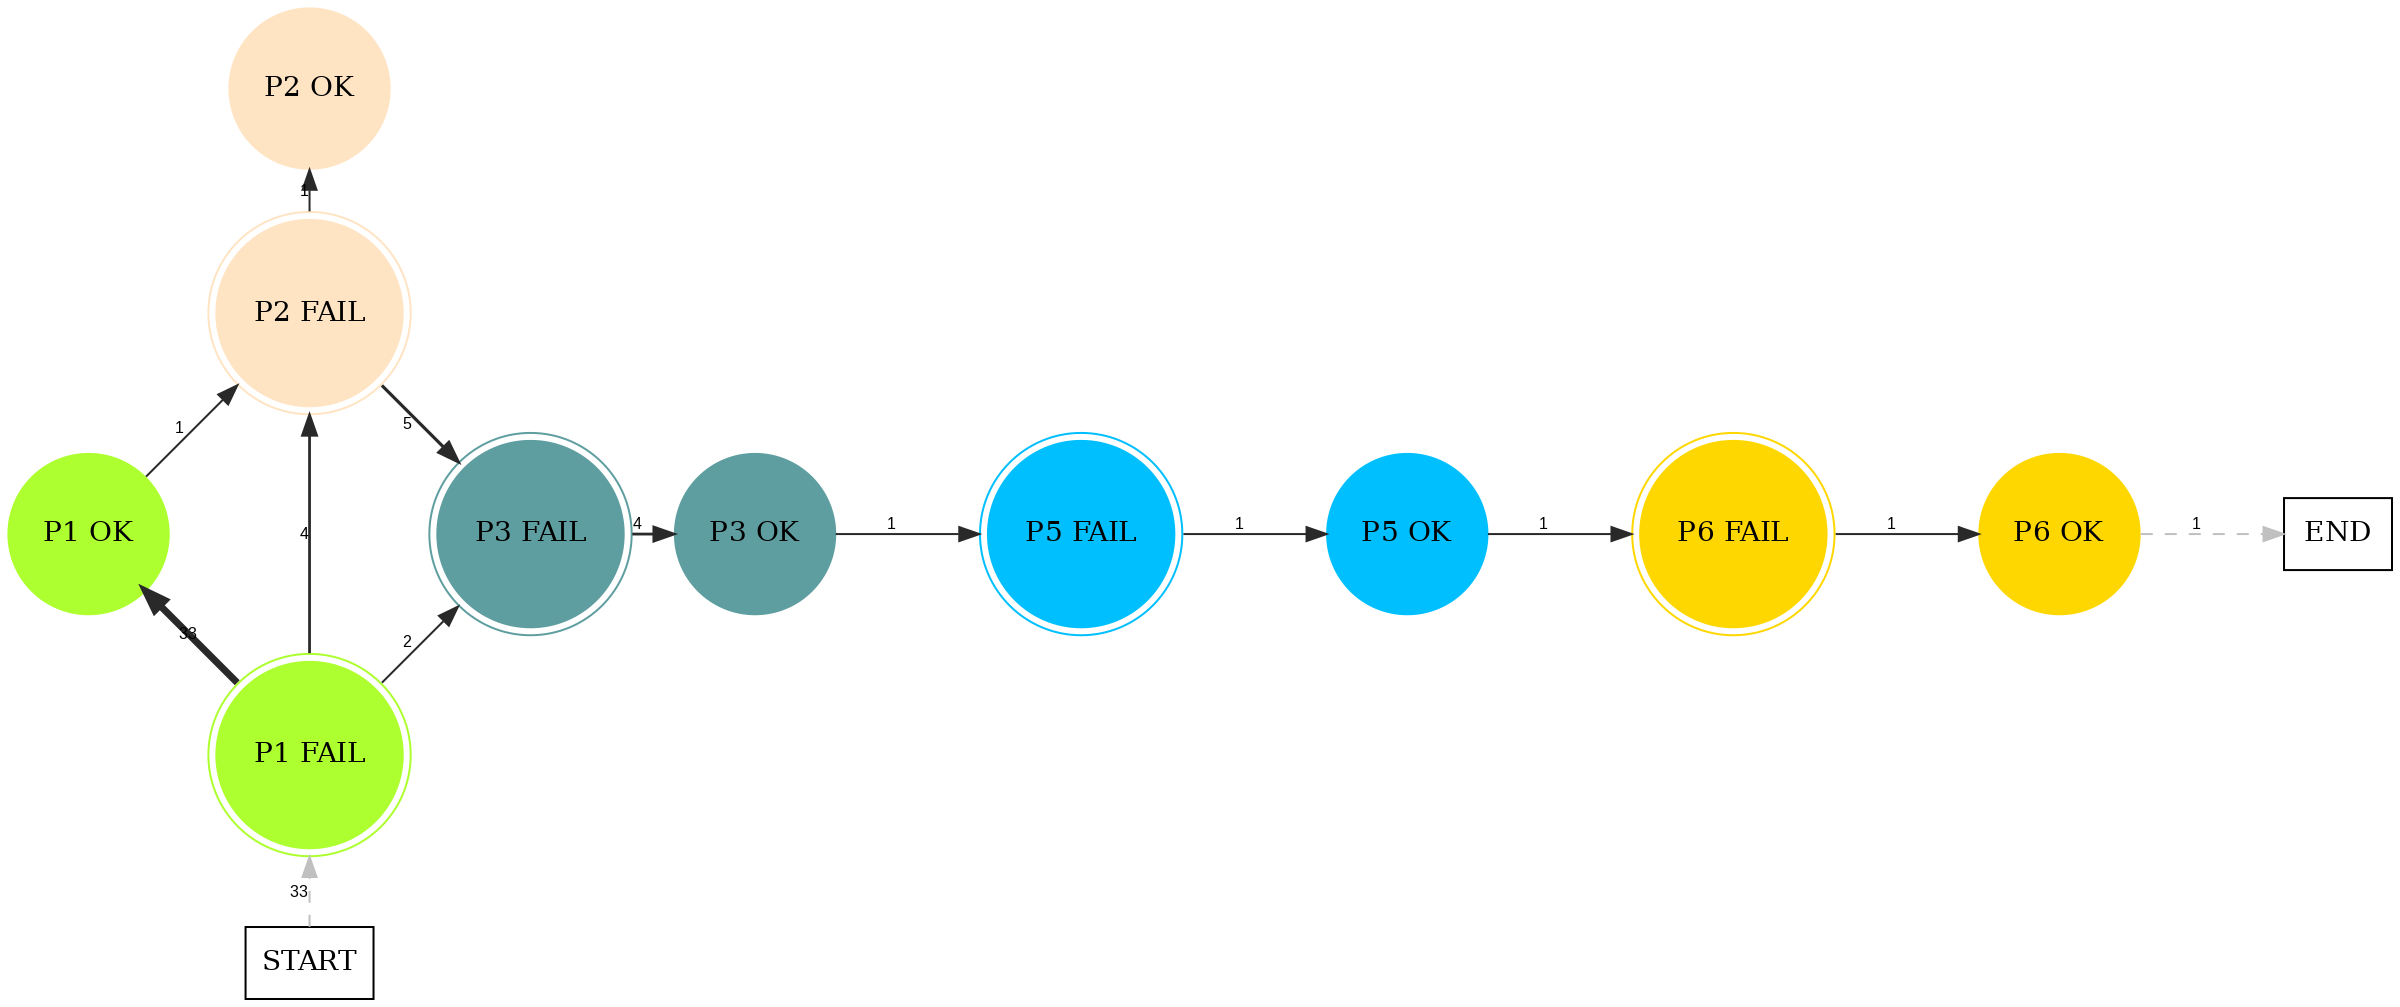 P2 OK
1
P2 FAIL
1
5
P1 OK
4
P3 FAIL
4
P3 OK
1
P5 FAIL
1
P5 OK
1
P6 FAIL
1
P6 OK
1
END
33
2
P1 FAIL
33
START